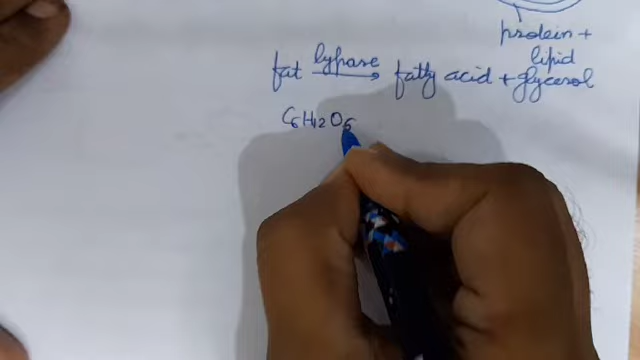 protein +
lipid
fat lypase → fatty acid + glycerol
C₆H₁₂O₆